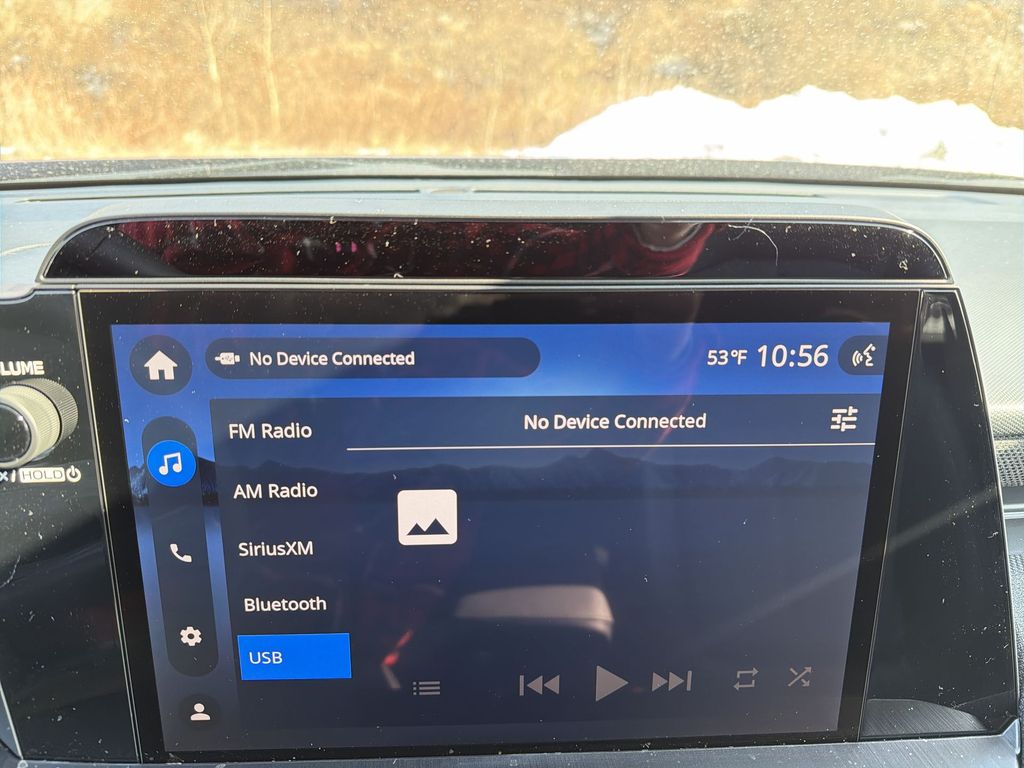 LUME
HOLD
No Device Connected
53°F 10:56
FM Radio
No Device Connected
AM Radio
SiriusXM
Bluetooth
USB